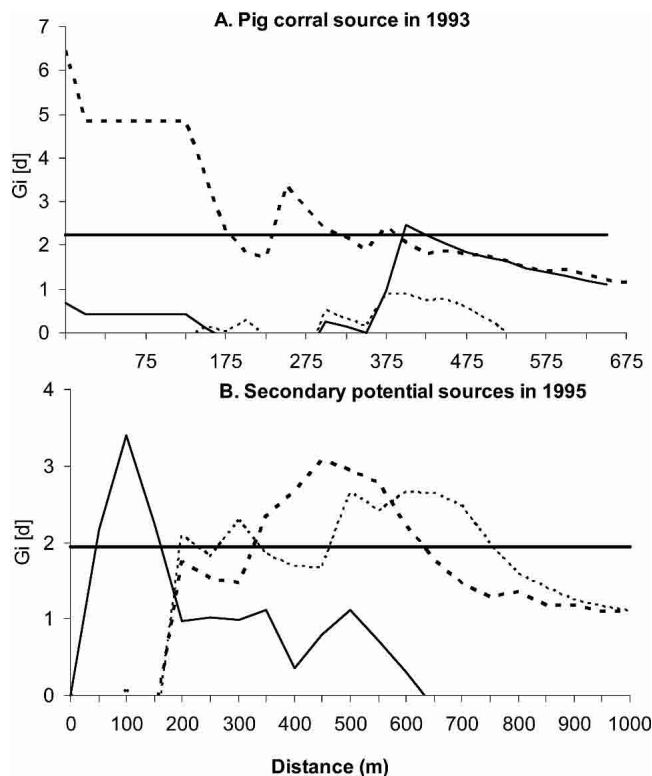 A. Pig corral source in 1993
7
6
5
4
3
2
1
0
Gi [d]
75 175 275 375 475 575 675
B. Secondary potential sources in 1995
4
3
2
1
0
Gi [d]
0 100 200 300 400 500 600 700 800 900 1000
Distance (m)